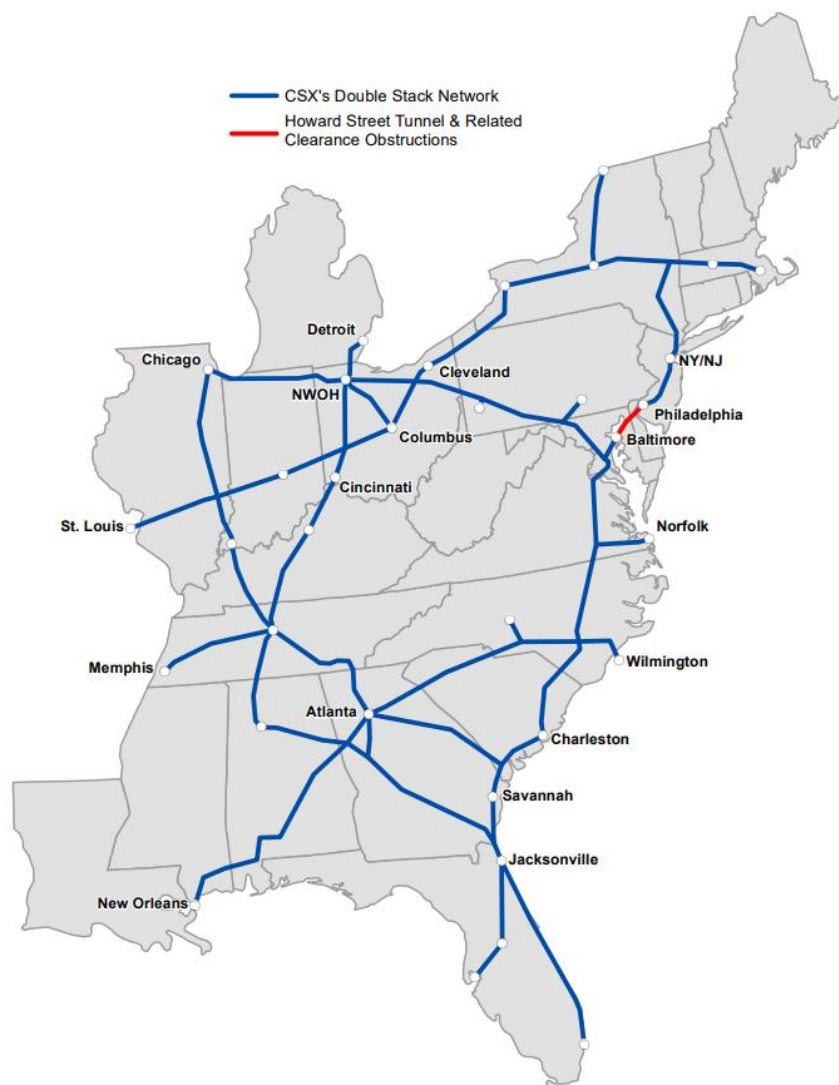 CSX's Double Stack Network
Howard Street Tunnel & Related
Clearance Obstructions
Detroit
Chicago
Cleveland
NY/NJ
NWOH
Philadelphia
Columbus
Baltimore
Cincinnati
St. Louis
Norfolk
Memphis
Wilmington
Atlanta
Charleston
Savannah
Jacksonville
New Orleans